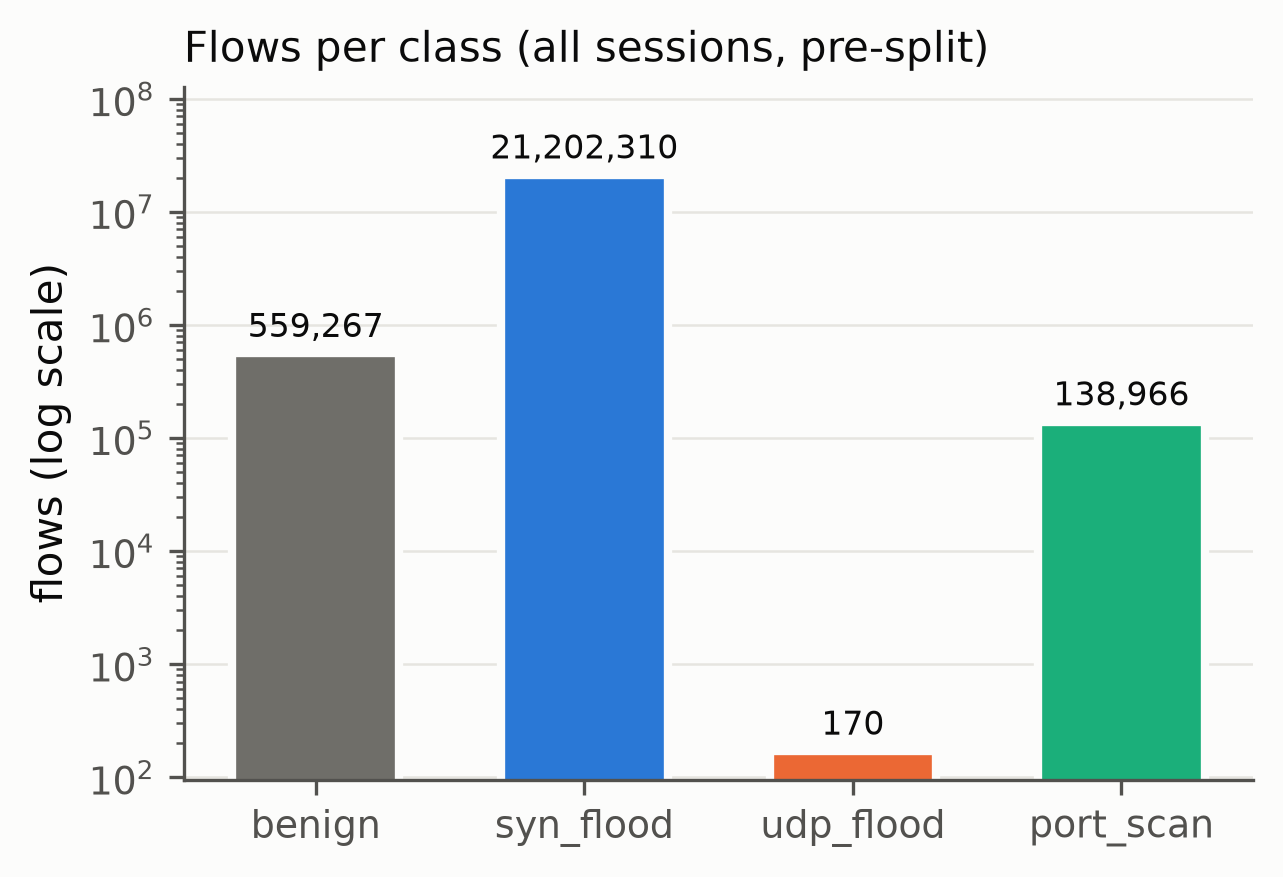 Flows per class (all sessions, pre-split)
flows (log scale)
10⁸
10⁷
10⁶
10⁵
10⁴
10³
10²
559,267
21,202,310
170
138,966
benign
syn_flood
udp_flood
port_scan